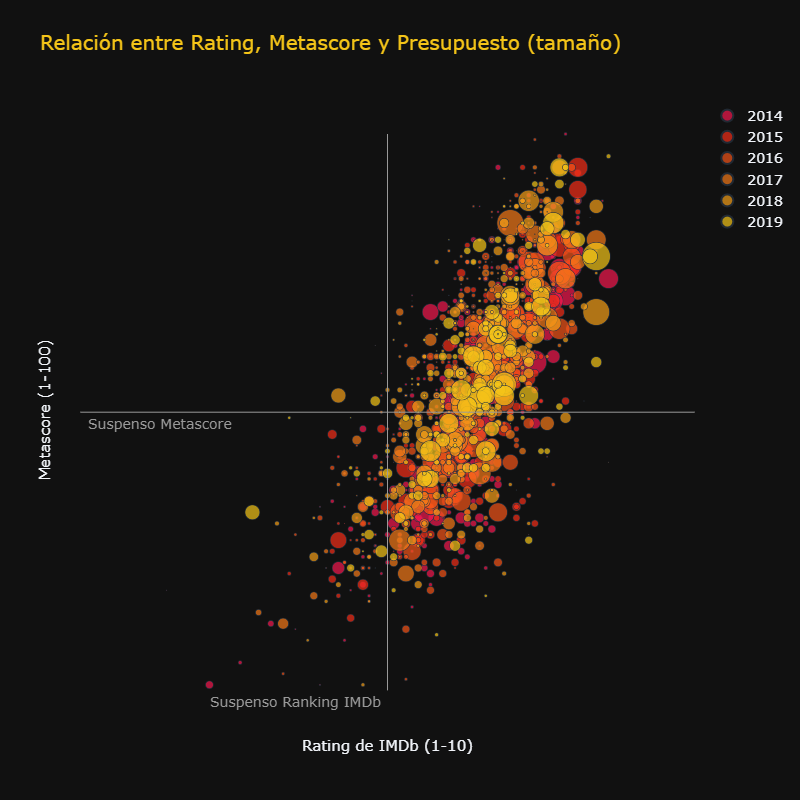 Relación entre Rating, Metascore y Presupuesto (tamaño)
2014
2015
2016
2017
2018
2019
Metascore (1-100)
Suspenso Metascore
Suspenso Ranking IMDb
Rating de IMDb (1-10)